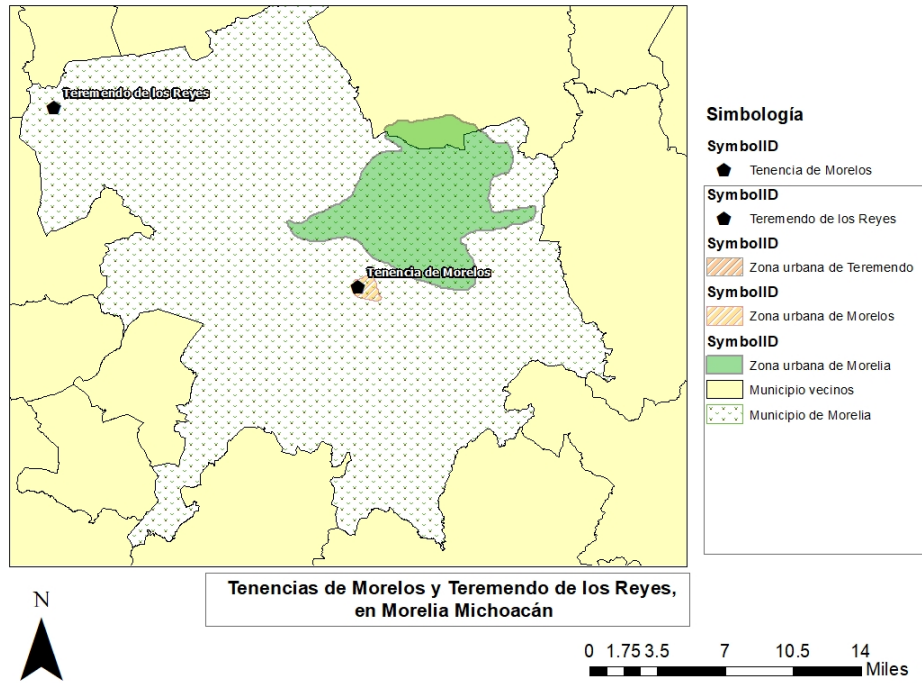 Teremendo de los Reyes
Tenencia de Morelos
Simbología
SymbolID
Tenencia de Morelos
SymbolID
Teremendo de los Reyes
SymbolID
Zona urbana de Teremendo
SymbolID
Zona urbana de Morelos
SymbolID
Zona urbana de Morelia
Municipio vecinos
Municipio de Morelia
Tenencias de Morelos y Teremendo de los Reyes,
en Morelia Michoacán
N
0 1.75 3.5 7 10.5 14
Miles